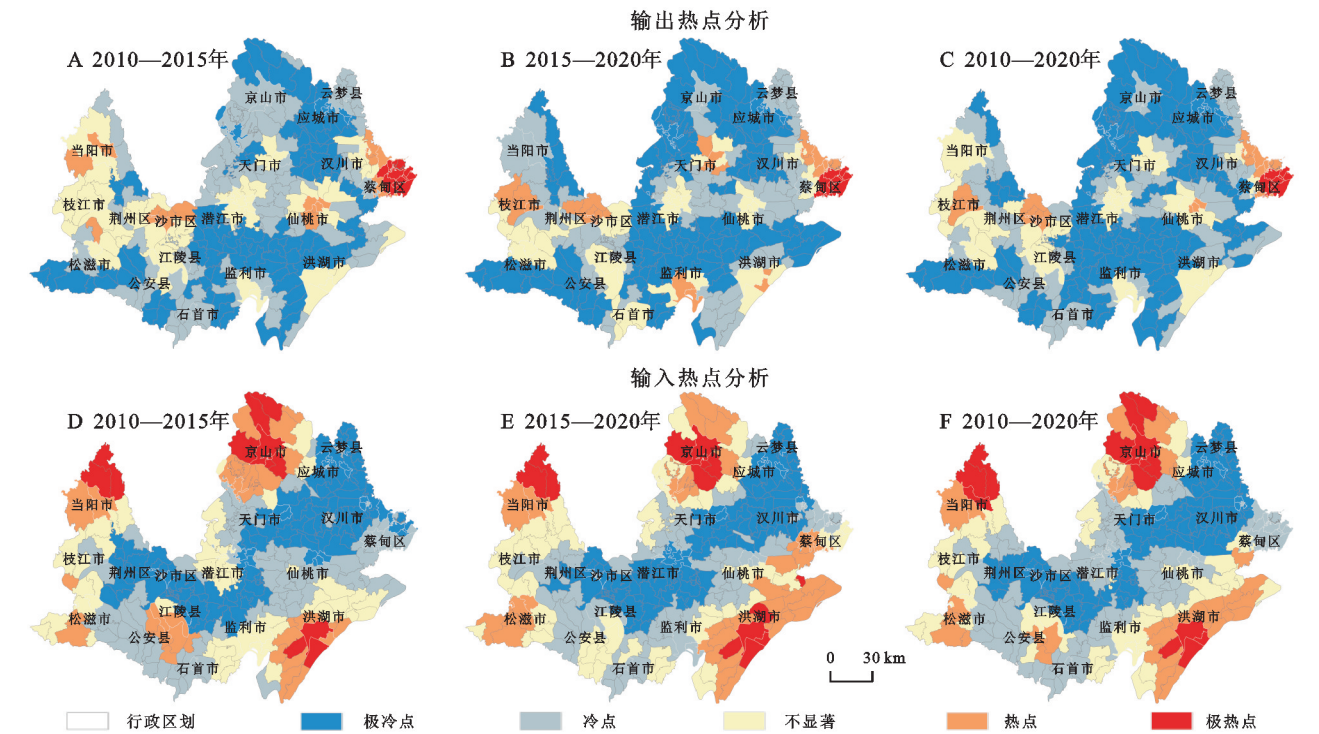 输出热点分析
A 2010—2015年
京山市
云梦县
应城市
当阳市
天门市
汉川市
蔡甸区
枝江市
荆州区
沙市区
潜江市
仙桃市
松滋市
江陵县
监利市
洪湖市
公安县
石首市
B 2015—2020年
京山市
云梦县
应城市
当阳市
天门市
汉川市
蔡甸区
枝江市
荆州区
沙市区
潜江市
仙桃市
松滋市
江陵县
监利市
洪湖市
公安县
石首市
C 2010—2020年
京山市
云梦县
应城市
当阳市
天门市
汉川市
蔡甸区
枝江市
荆州区
沙市区
潜江市
仙桃市
松滋市
江陵县
监利市
洪湖市
公安县
石首市
输入热点分析
D 2010—2015年
京山市
云梦县
应城市
当阳市
天门市
汉川市
蔡甸区
枝江市
荆州区
沙市区
潜江市
仙桃市
松滋市
江陵县
监利市
洪湖市
公安县
石首市
E 2015—2020年
京山市
云梦县
应城市
当阳市
天门市
汉川市
蔡甸区
枝江市
荆州区
沙市区
潜江市
仙桃市
松滋市
江陵县
监利市
洪湖市
公安县
石首市
F 2010—2020年
京山市
云梦县
应城市
当阳市
天门市
汉川市
蔡甸区
枝江市
荆州区
沙市区
潜江市
仙桃市
松滋市
江陵县
监利市
洪湖市
公安县
石首市
0 30 km
行政区划 极冷点 冷点 不显著 热点 极热点